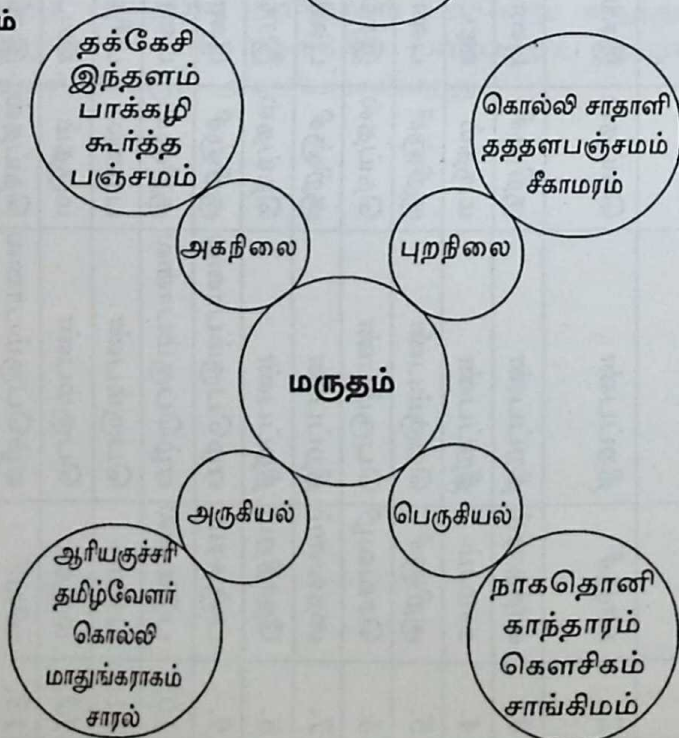 ம்
தக்கேசி
இந்தளம்
பாக்கழி
கூர்த்த
பஞ்சமம்
கொல்லி சாதாளி
தததளபஞ்சமம்
சீகாமரம்
அகநிலை
புறநிலை
மருதம்
அருகியல்
பெருகியல்
ஆரியகுச்சரி
தமிழ்வேளர்
கொல்லி
மாதுங்கராகம்
சாரல்
நாகதொனி
காந்தாரம்
கௌசிகம்
சாங்கிமம்